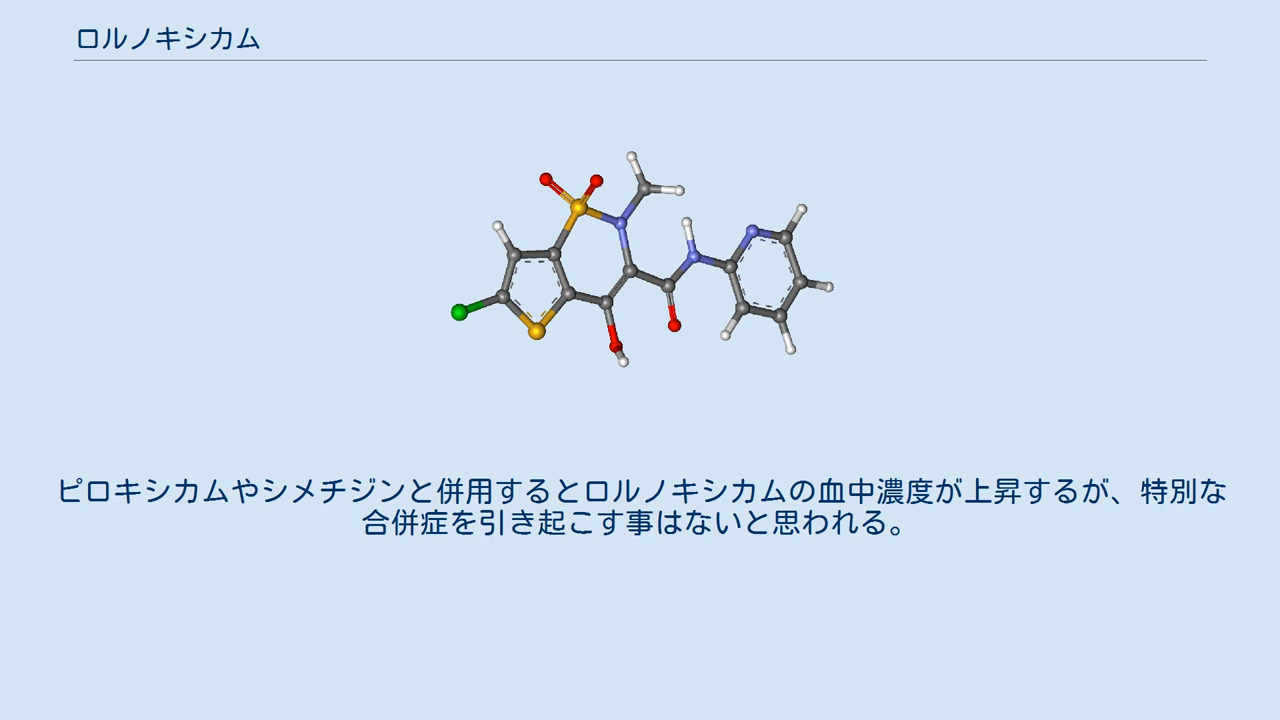 ロルノキシカム
ピロキシカムやシメチジンと併用するとロルノキシカムの血中濃度が上昇するが、特別な
合併症を引き起こす事はないと思われる。